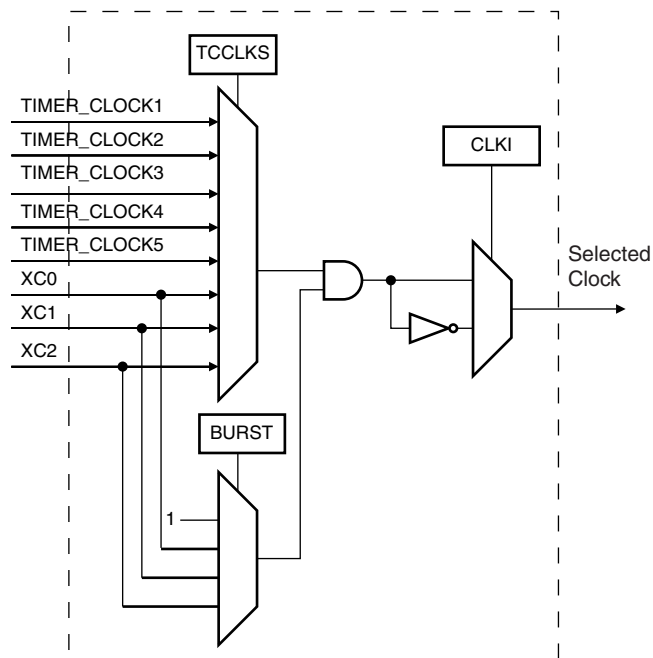 TCCLKS
TIMER_CLOCK1
TIMER_CLOCK2
CLKI
TIMER_CLOCK3
TIMER_CLOCK4
TIMER_CLOCK5
Selected
Clock
XC0
XC1
XC2
BURST
1